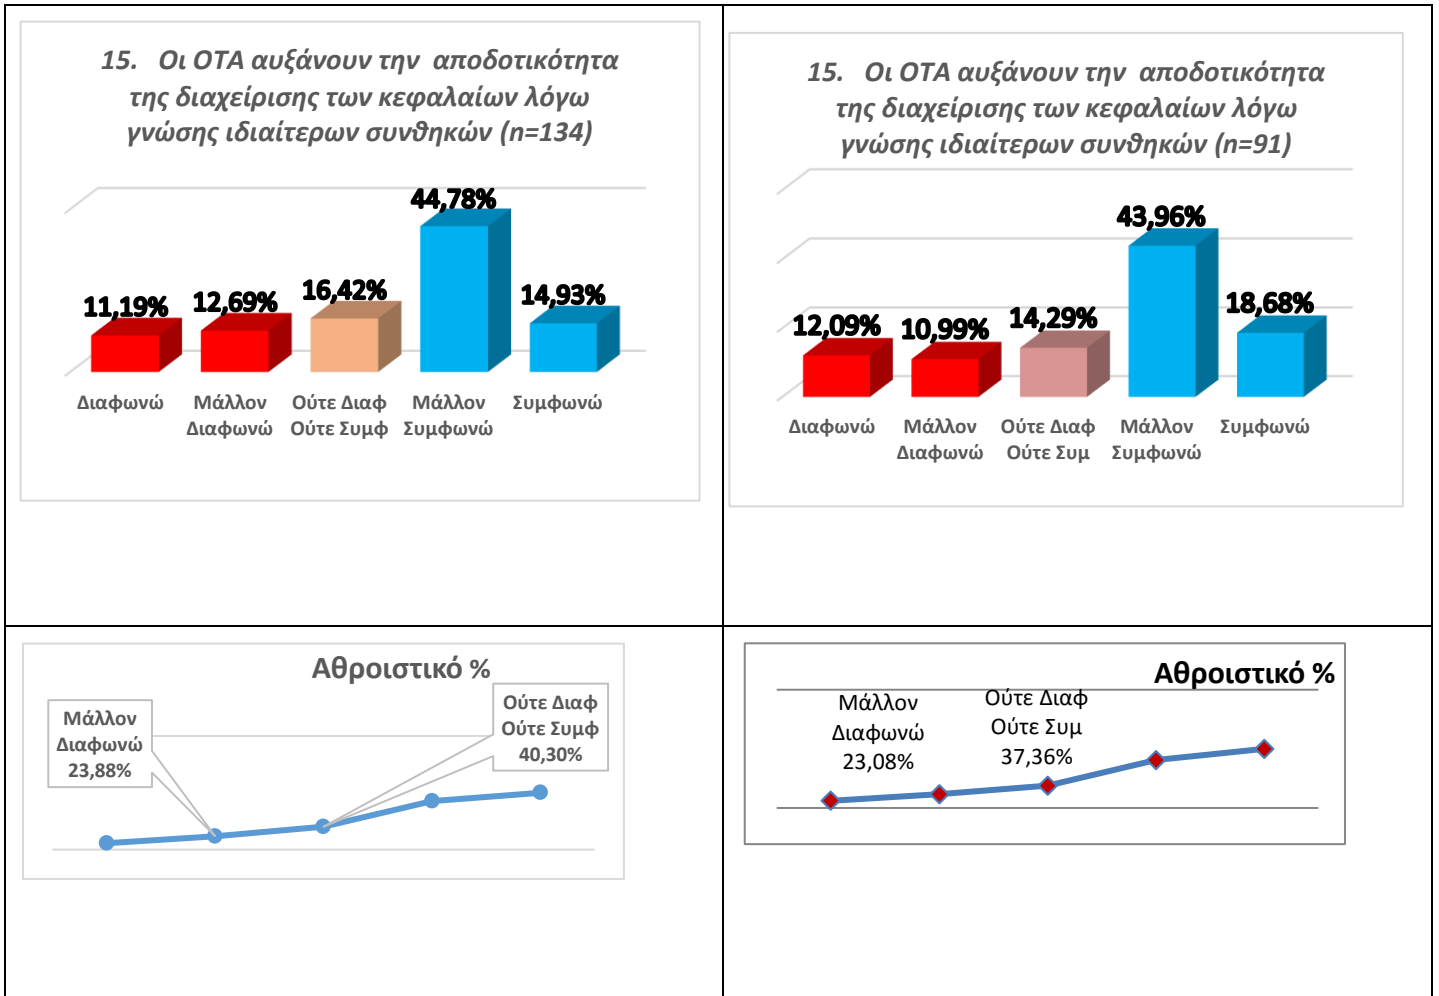 15. Οι ΟΤΑ αυξάνουν την αποδοτικότητα
της διαχείρισης των κεφαλαίων λόγω
γνώσης ιδιαίτερων συνθηκών (n=134)
44,78%
11,19%
12,69%
16,42%
14,93%
Διαφωνώ
Μάλλον
Διαφωνώ
Ούτε Διαφ
Ούτε Συμφ
Μάλλον
Συμφωνώ
Συμφωνώ
15. Οι ΟΤΑ αυξάνουν την αποδοτικότητα
της διαχείρισης των κεφαλαίων λόγω
γνώσης ιδιαίτερων συνθηκών (n=91)
43,96%
12,09%
10,99%
14,29%
18,68%
Διαφωνώ
Μάλλον
Διαφωνώ
Ούτε Διαφ
Ούτε Συμ
Μάλλον
Συμφωνώ
Συμφωνώ
Αθροιστικό %
Μάλλον
Διαφωνώ
23,88%
Ούτε Διαφ
Ούτε Συμφ
40,30%
Αθροιστικό %
Μάλλον
Διαφωνώ
23,08%
Ούτε Διαφ
Ούτε Συμ
37,36%